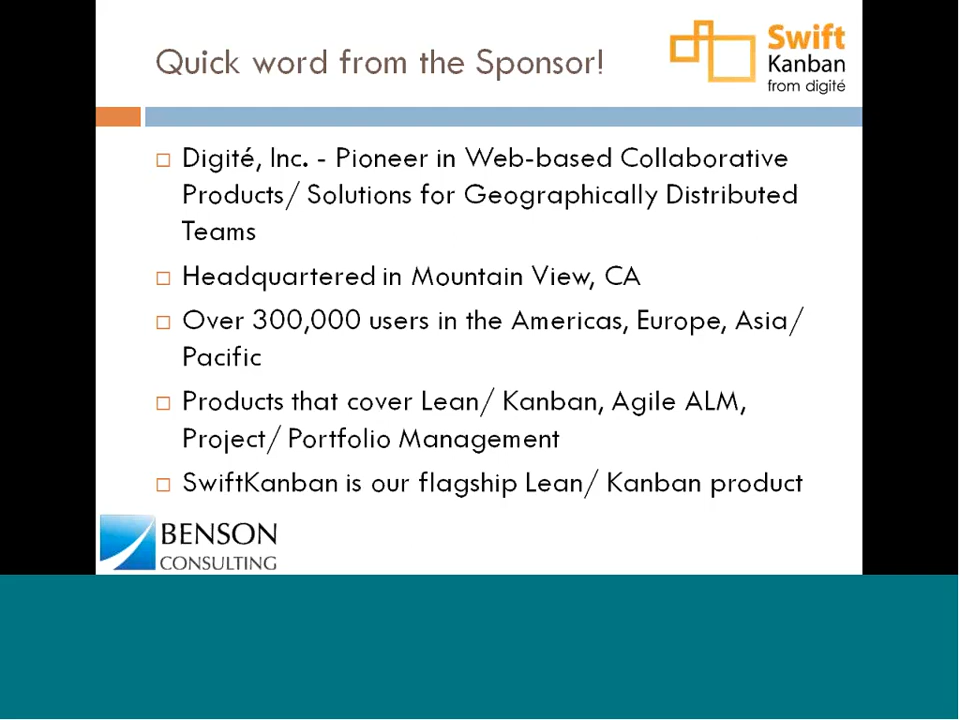 Quick word from the Sponsor!
Swift
Kanban
from digité
Digité, Inc. - Pioneer in Web-based Collaborative
Products/ Solutions for Geographically Distributed
Teams
Headquartered in Mountain View, CA
Over 300,000 users in the Americas, Europe, Asia/
Pacific
Products that cover Lean/ Kanban, Agile ALM,
Project/ Portfolio Management
SwiftKanban is our flagship Lean/ Kanban product
BENSON
CONSULTING